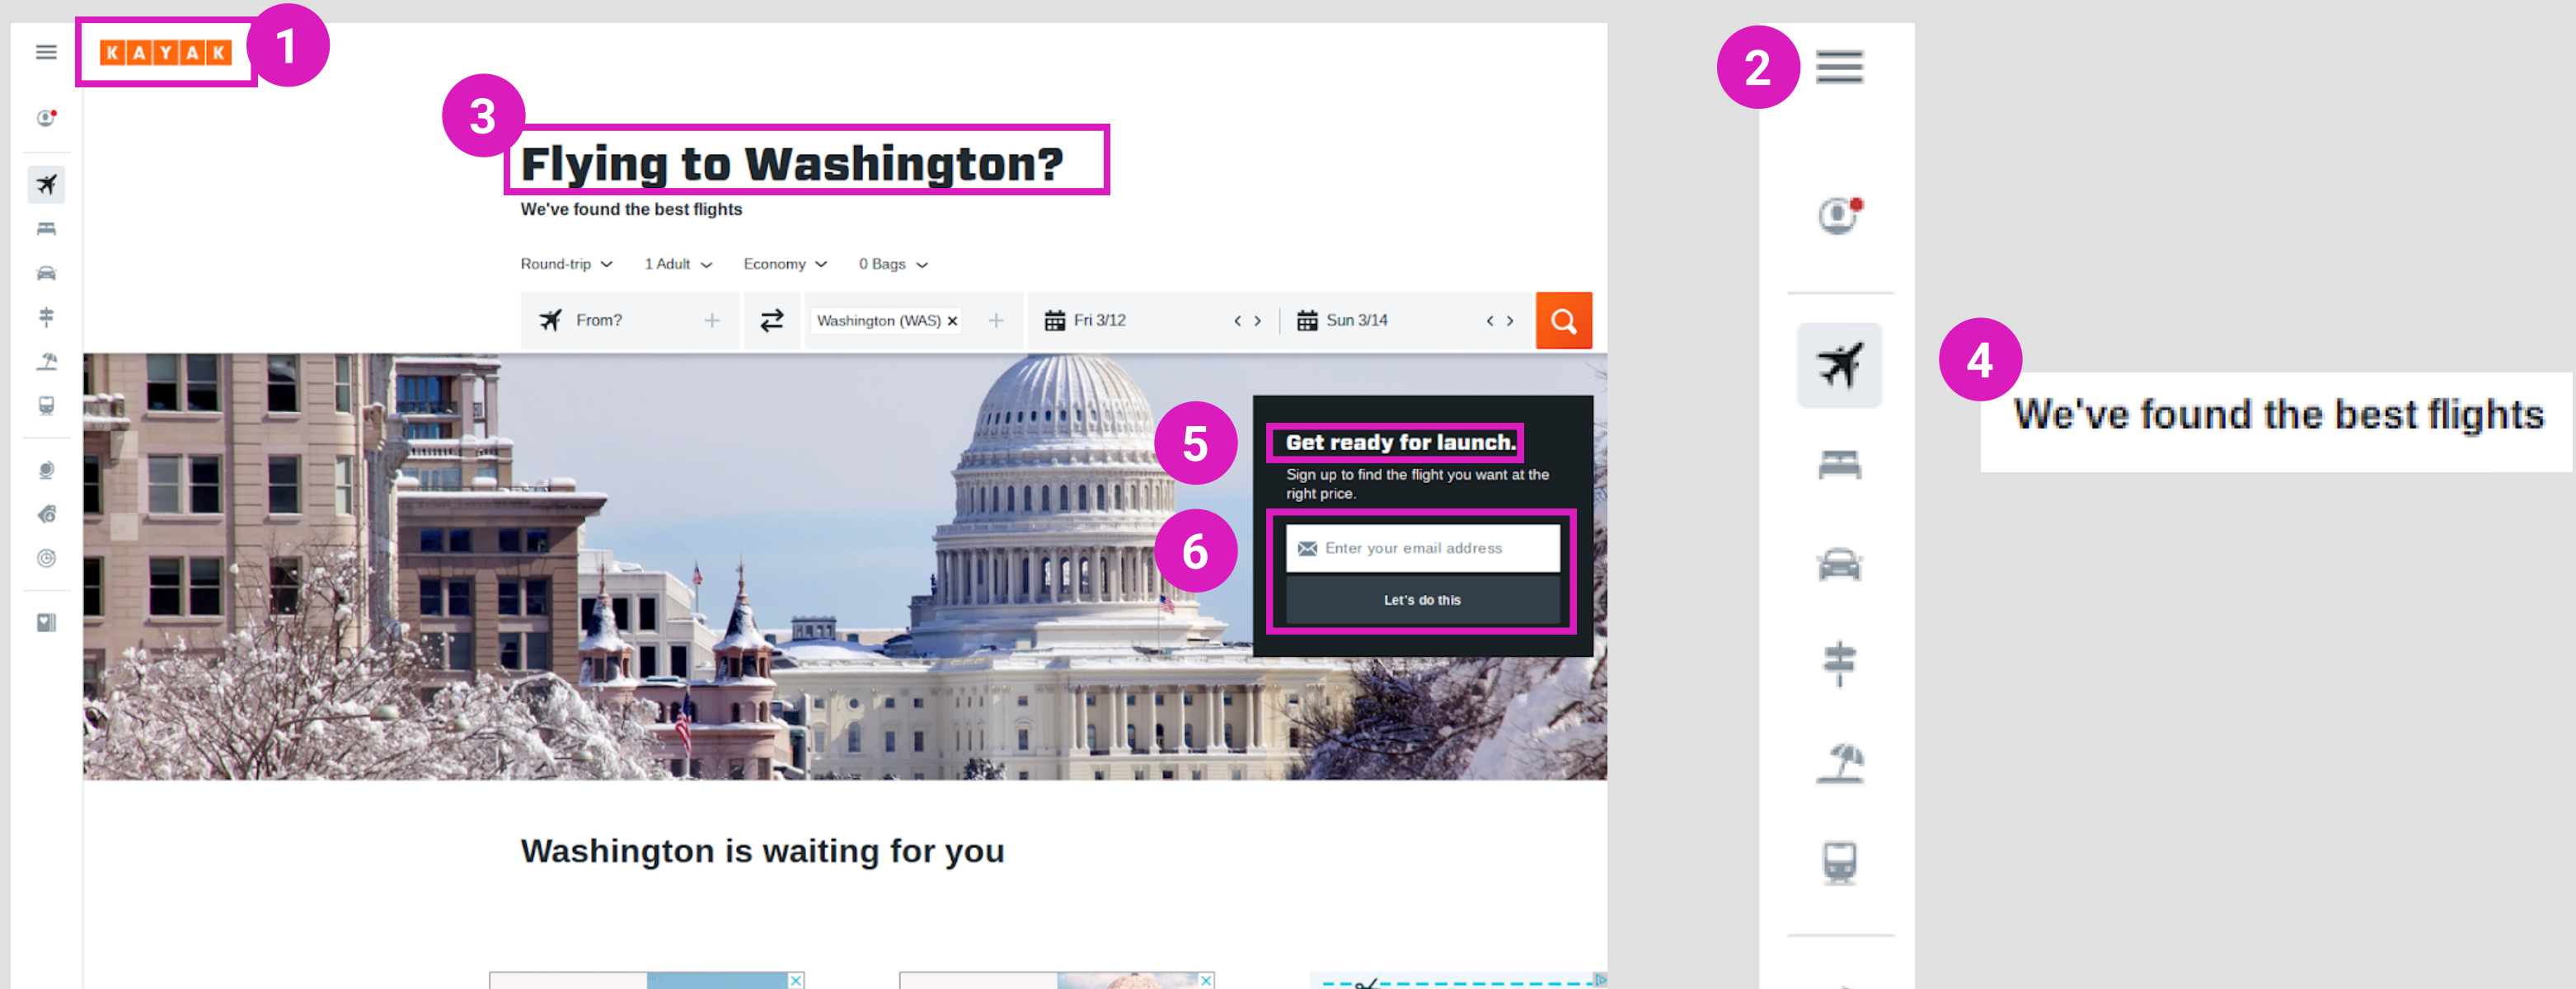 KAYAK
1
3
Flying to Washington?
We've found the best flights
Round-trip 1 Adult Economy 0 Bags
From? Washington (WAS) Fri 3/12 Sun 3/14
5
Get ready for launch.
Sign up to find the flight you want at the
right price.
6
Enter your email address
Let's do this
Washington is waiting for you
2
4
We've found the best flights